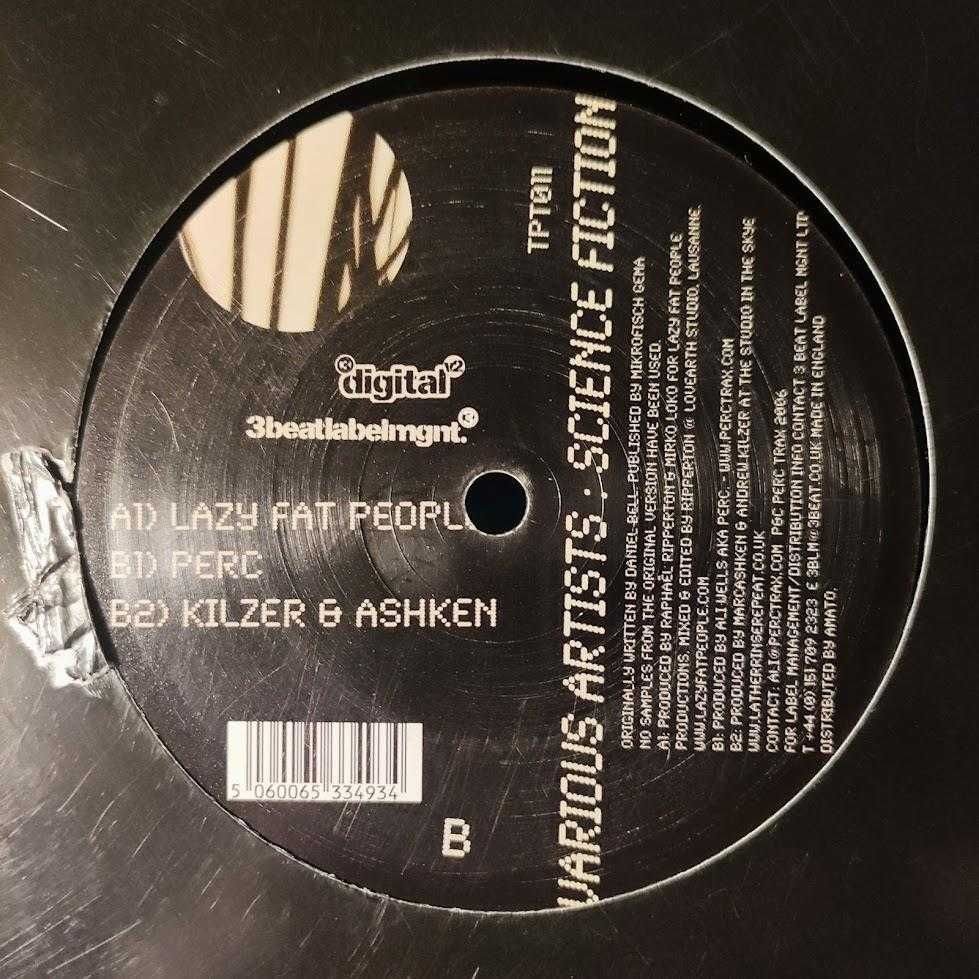 digital
3beatlabelmgnt.
A1) LAZY FAT PEOPLE
B1) PERC
B2) KILZER & ASHKEN
5 060065 334934
B
TPT011
VARIOUS ARTISTS : SCIENCE FICTION
ORIGINALLY WRITTEN BY DANIEL BELL PUBLISHED BY MIKROFISCH GEMA
NO SAMPLES FROM THE ORIGINAL VERSION HAVE BEEN USED.
A1: PRODUCED BY RAPHAËL RIPPERTON & MIRKO LOKO FOR LAZY FAT PEOPLE
PRODUCTIONS. MIXED & EDITED BY RIPPERTON @ LOVEARTH STUDIO, LAUSANNE.
WWW.LAZYFATPEOPLE.COM
B1: PRODUCED BY ALI WELLS AKA PERC. - WWW.PERCTRAX.COM
B2: PRODUCED BY MARC ASHKEN & ANDREW KILZER AT THE STUDIO IN THE SKYE
WWW.LATHERRINSEREPEAT.CO.UK
CONTACT: ALI@PERCTRAX.COM P&C PERC TRAX 2006
FOR LABEL MANAGEMENT/DISTRIBUTION INFO CONTACT 3 BEAT LABEL MGNT LTD
T +44 (0) 151 709 2323 E 3BLM@3BEAT.CO.UK MADE IN ENGLAND
DISTRIBUTED BY AMATO.